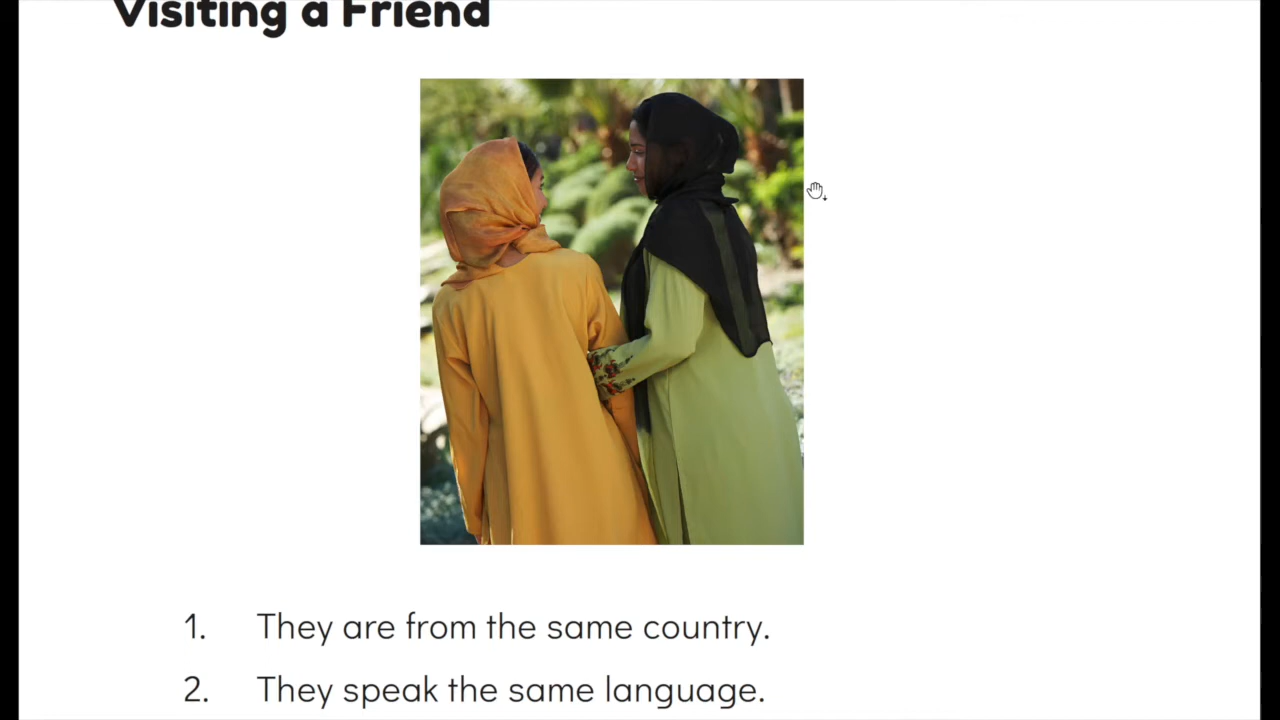 Visiting a Friend
1. They are from the same country.
2. They speak the same language.